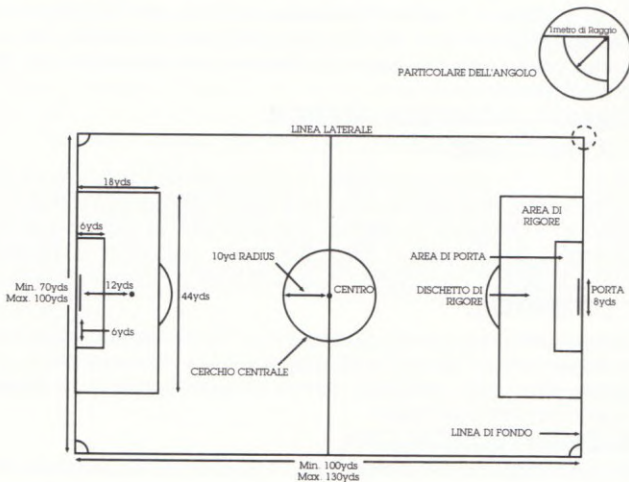 1metro di Raggio
PARTICOLARE DELL'ANGOLO
LINEA LATERALE
18yds
AREA DI
RIGORE
6yds
10yd RADIUS
AREA DI PORTA
Min. 70yds
Max. 100yds
12yds
44yds
CENTRO
DISCHETTO DI
RIGORE
PORTA
8yds
6yds
CERCHIO CENTRALE
LINEA DI FONDO
Min. 100yds
Max. 130yds